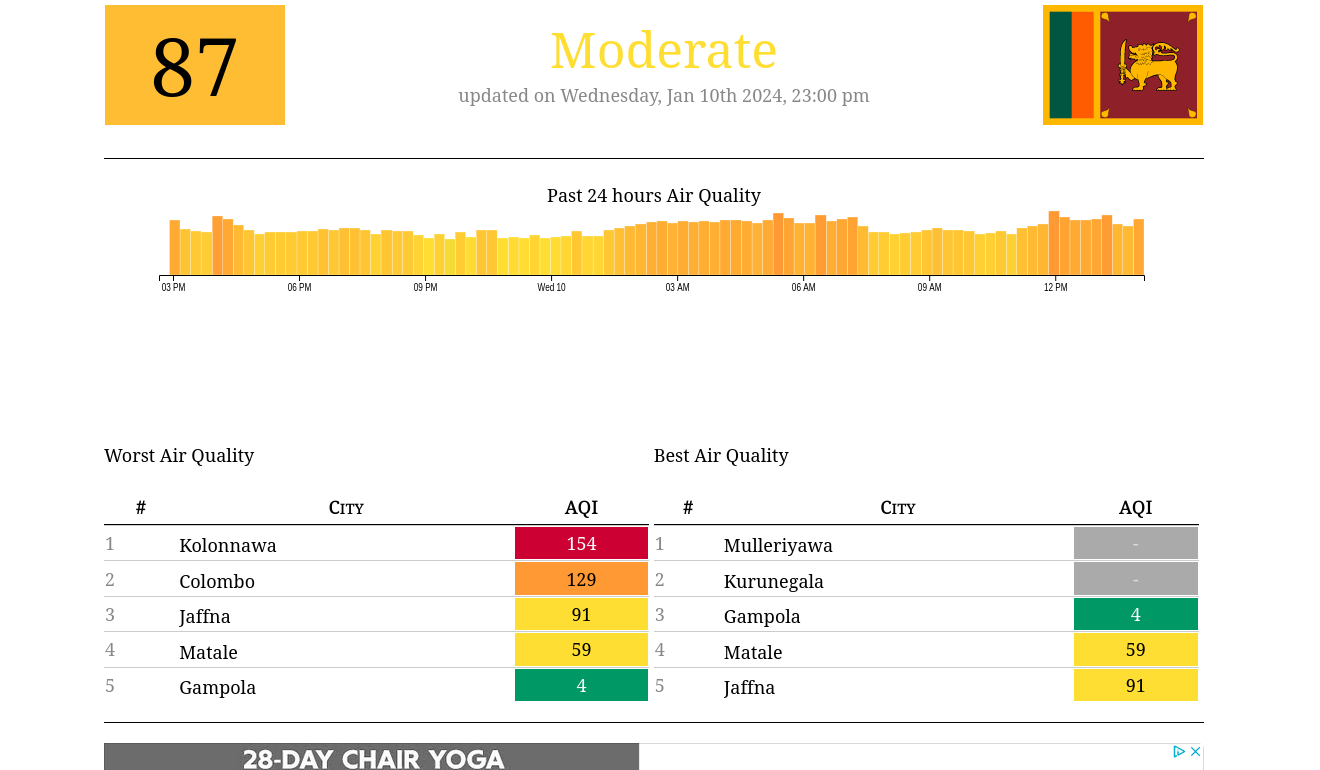 87
Moderate
updated on Wednesday, Jan 10th 2024, 23:00 pm
Past 24 hours Air Quality
03 PM 06 PM 09 PM Wed 10 03 AM 06 AM 09 AM 12 PM
Worst Air Quality
# City AQI
1 Kolonnawa 154
2 Colombo 129
3 Jaffna 91
4 Matale 59
5 Gampola 4
Best Air Quality
# City AQI
1 Mulleriyawa -
2 Kurunegala -
3 Gampola 4
4 Matale 59
5 Jaffna 91
28-DAY CHAIR YOGA